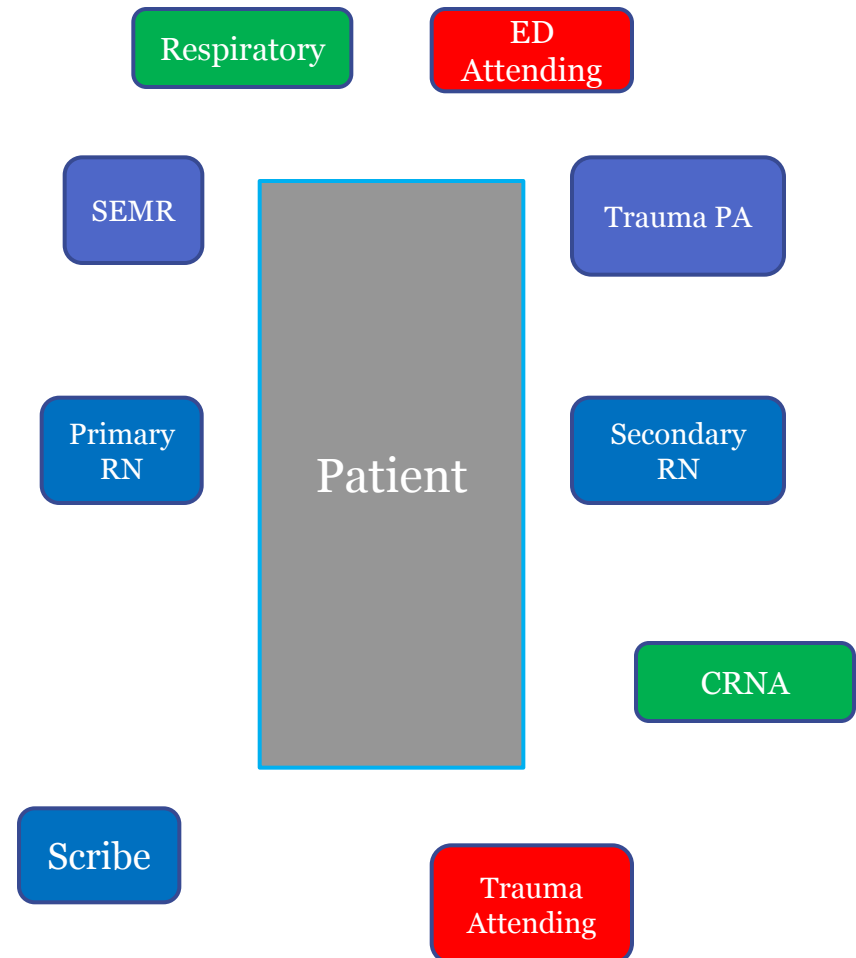 Respiratory
ED
Attending
SEMR
Trauma PA
Primary
RN
Patient
Secondary
RN
CRNA
Scribe
Trauma
Attending